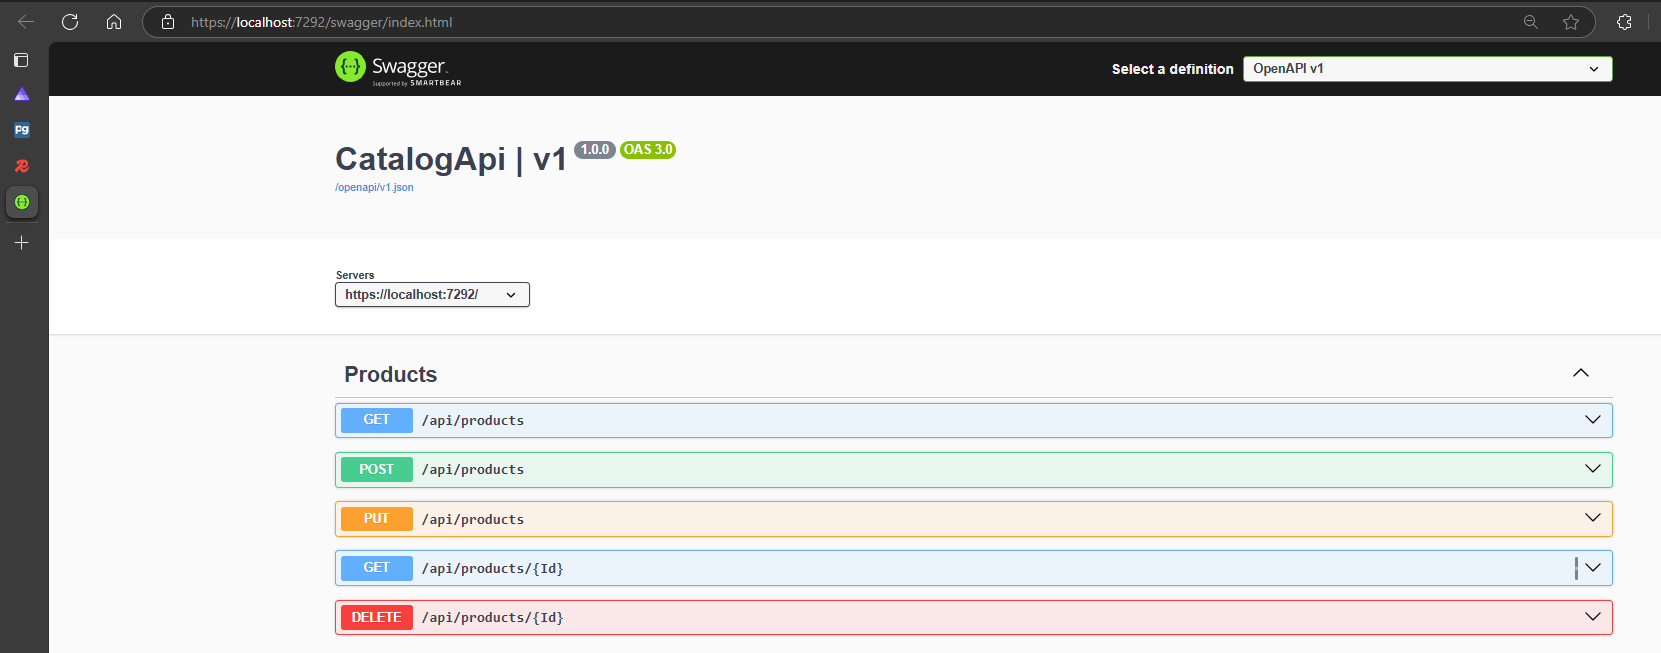 https://localhost:7292/swagger/index.html
pg
Swagger
Supported by SMARTBEAR
Select a definition
OpenAPI v1
CatalogApi | v1 1.0.0 OAS 3.0
/openapi/v1.json
Servers
https://localhost:7292/
Products
GET /api/products
POST /api/products
PUT /api/products
GET /api/products/{Id}
DELETE /api/products/{Id}